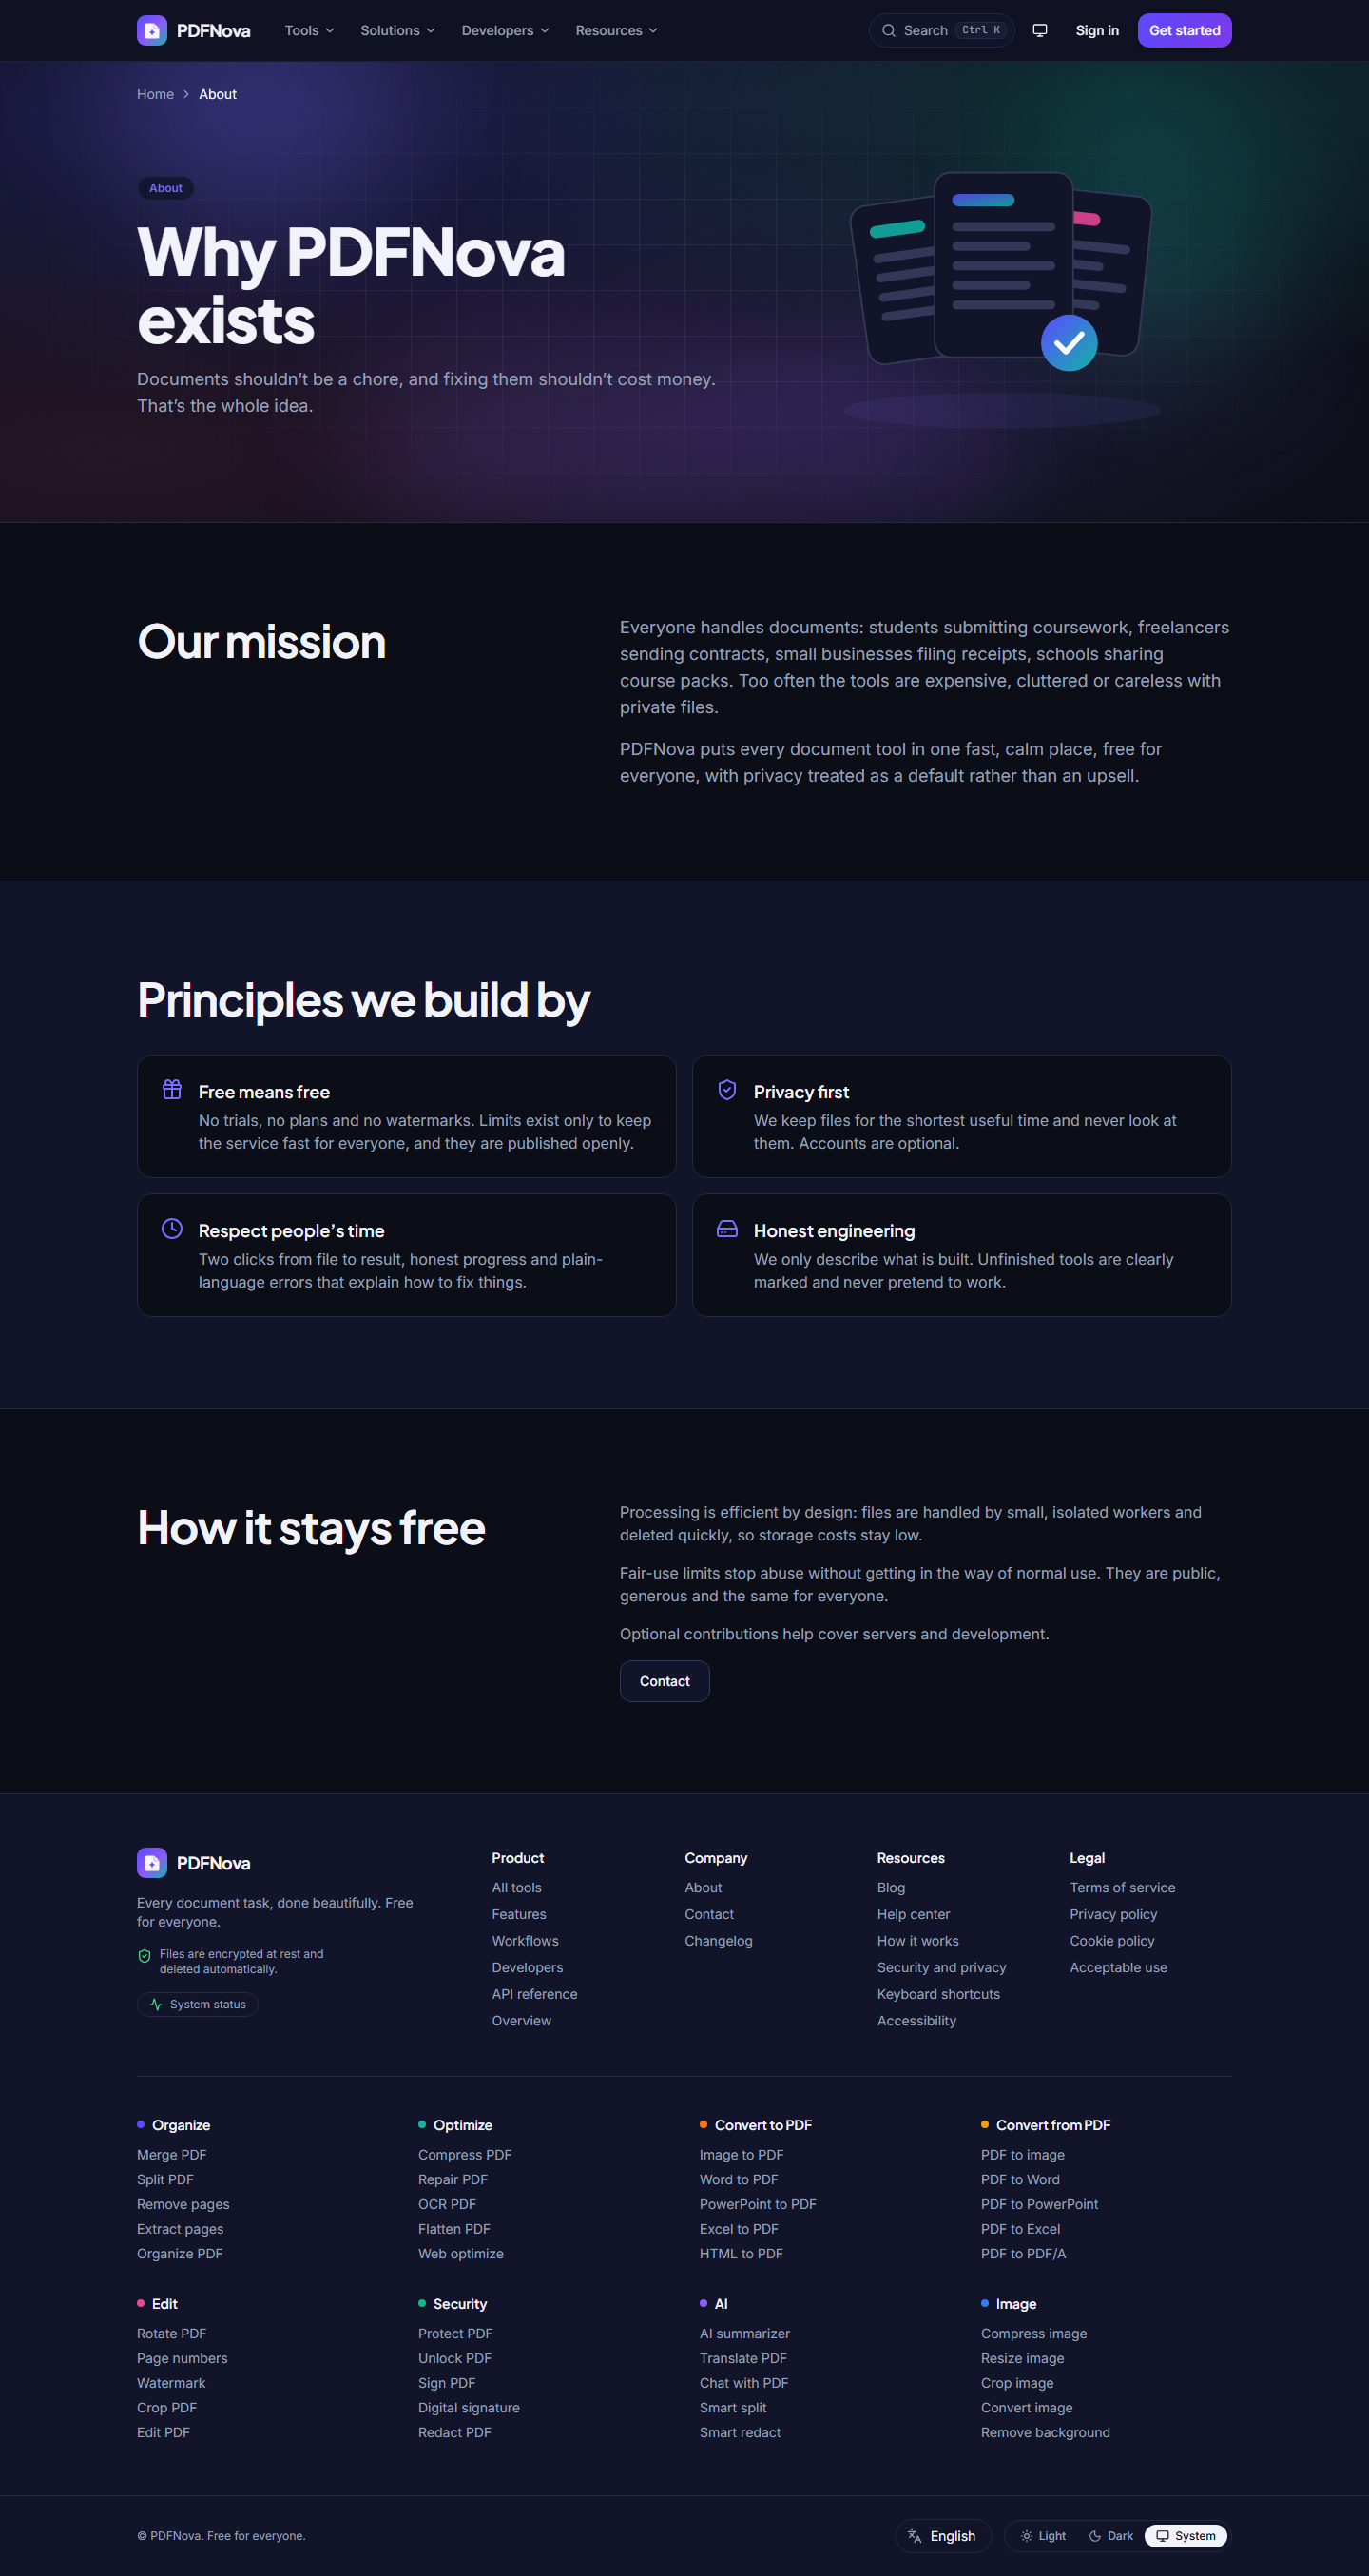 PDFNova
Tools
Solutions
Developers
Resources
Search
Ctrl K
Sign in
Get started
Home
About
About
Why PDFNova
exists
Documents shouldn’t be a chore, and fixing them shouldn’t cost money.
That’s the whole idea.
Our mission
Everyone handles documents: students submitting coursework, freelancers
sending contracts, small businesses filing receipts, schools sharing
course packs. Too often the tools are expensive, cluttered or careless with
private files.
PDFNova puts every document tool in one fast, calm place, free for
everyone, with privacy treated as a default rather than an upsell.
Principles we build by
Free means free
No trials, no plans and no watermarks. Limits exist only to keep
the service fast for everyone, and they are published openly.
Privacy first
We keep files for the shortest useful time and never look at
them. Accounts are optional.
Respect people’s time
Two clicks from file to result, honest progress and plain-
language errors that explain how to fix things.
Honest engineering
We only describe what is built. Unfinished tools are clearly
marked and never pretend to work.
How it stays free
Processing is efficient by design: files are handled by small, isolated workers and
deleted quickly, so storage costs stay low.
Fair-use limits stop abuse without getting in the way of normal use. They are public,
generous and the same for everyone.
Optional contributions help cover servers and development.
Contact
PDFNova
Every document task, done beautifully. Free
for everyone.
Files are encrypted at rest and
deleted automatically.
System status
Product
All tools
Features
Workflows
Developers
API reference
Overview
Company
About
Contact
Changelog
Resources
Blog
Help center
How it works
Security and privacy
Keyboard shortcuts
Accessibility
Legal
Terms of service
Privacy policy
Cookie policy
Acceptable use
Organize
Merge PDF
Split PDF
Remove pages
Extract pages
Organize PDF
Optimize
Compress PDF
Repair PDF
OCR PDF
Flatten PDF
Web optimize
Convert to PDF
Image to PDF
Word to PDF
PowerPoint to PDF
Excel to PDF
HTML to PDF
Convert from PDF
PDF to image
PDF to Word
PDF to PowerPoint
PDF to Excel
PDF to PDF/A
Edit
Rotate PDF
Page numbers
Watermark
Crop PDF
Edit PDF
Security
Protect PDF
Unlock PDF
Sign PDF
Digital signature
Redact PDF
AI
AI summarizer
Translate PDF
Chat with PDF
Smart split
Smart redact
Image
Compress image
Resize image
Crop image
Convert image
Remove background
© PDFNova. Free for everyone.
English
Light
Dark
System